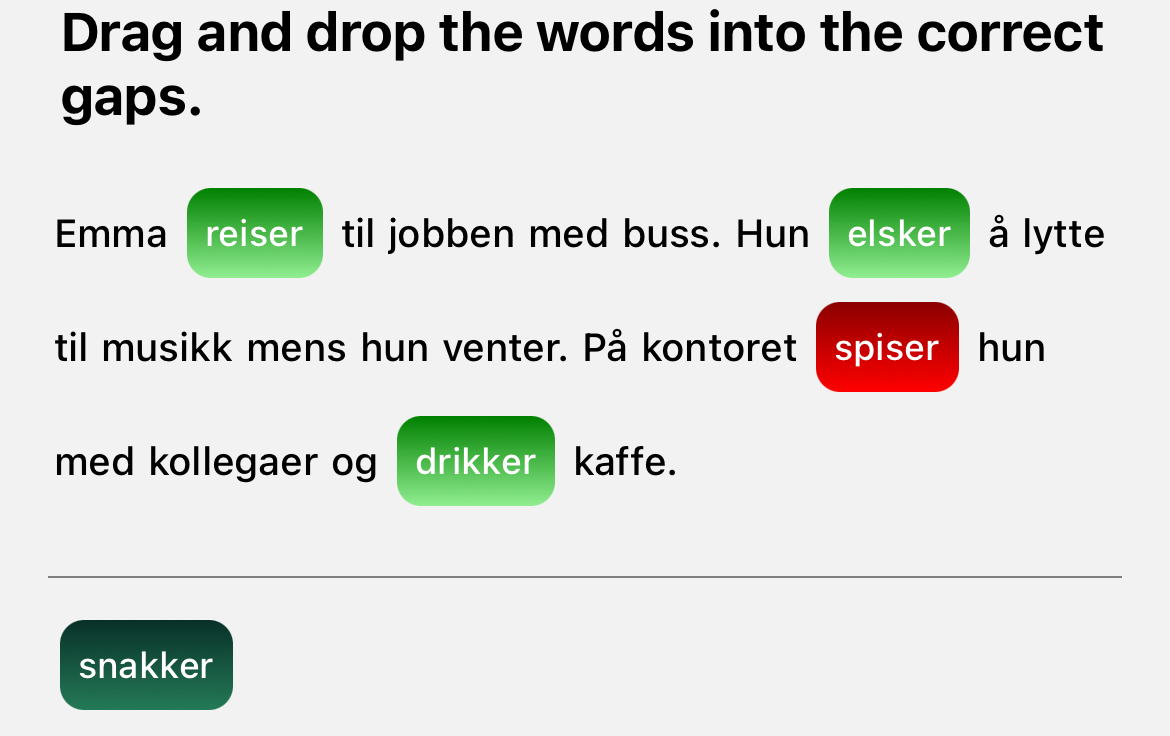 Drag and drop the words into the correct
gaps.
Emma reiser til jobben med buss. Hun elsker å lytte
til musikk mens hun venter. På kontoret spiser hun
med kollegaer og drikker kaffe.
snakker